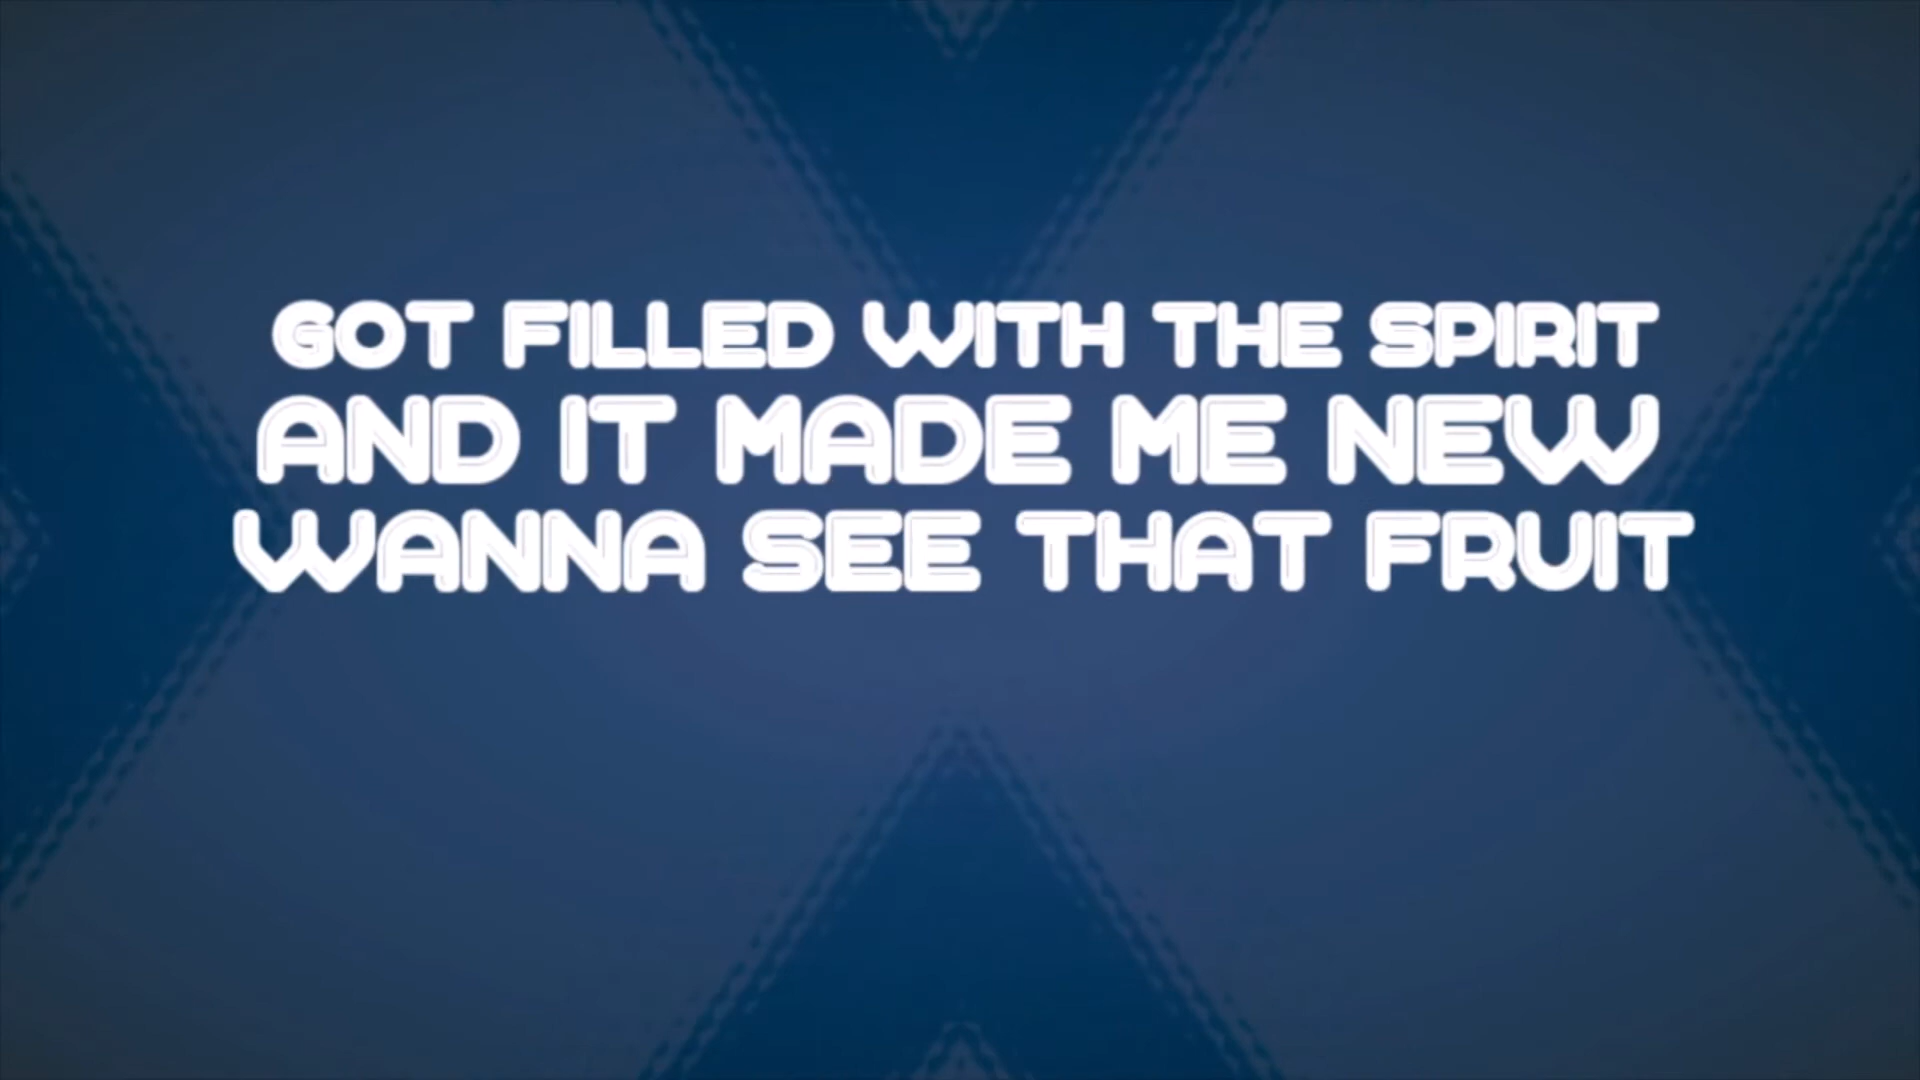 GOT FILLED WITH THE SPIRIT
AND IT MADE ME NEW
WANNA SEE THAT FRUIT